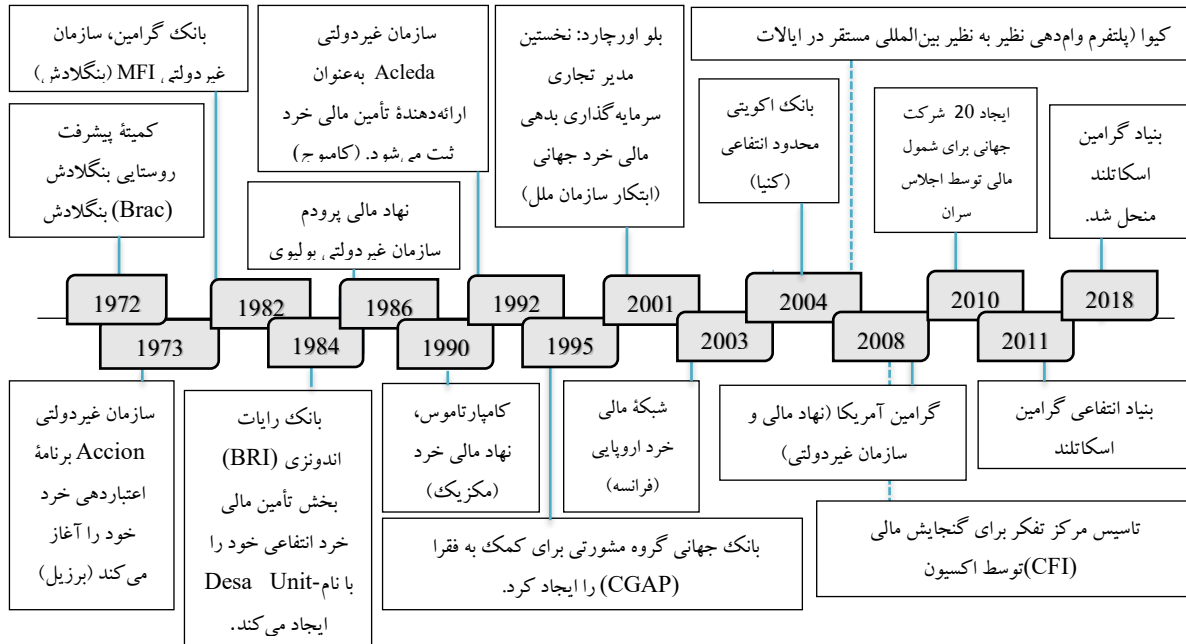 بانک گرامین، سازمان
غیردولتی MFI (بنگلادش)
کمیتۀ پیشرفت
روستایی بنگلادش
(Brac) بنگلادش
سازمان غیردولتی
Acleda به‌عنوان
ارائه‌دهندۀ تأمین مالی خرد
ثبت می‌شود. (کامبوج)
نهاد مالی پرودم
سازمان غیردولتی بولیوی
بلو اورچارد: نخستین
مدیر تجاری
سرمایه‌گذاری بدهی
مالی خرد جهانی
(ابتکار سازمان ملل)
کیوا (پلتفرم وام‌دهی نظیر به نظیر بین‌المللی مستقر در ایالات
بانک اکویتی
محدود انتفاعی
(کنیا)
ایجاد 20 شرکت
جهانی برای شمول
مالی توسط اجلاس
سران
بنیاد گرامین
اسکاتلند
منحل شد.
1972
1982
1986
1992
2001
2004
2010
2018
1973
1984
1990
1995
2003
2008
2011
سازمان غیردولتی
Accion برنامۀ
اعتباردهی خرد
خود را آغاز
می‌کند (برزیل)
بانک رایات
اندونزی (BRI)
بخش تأمین مالی
خرد انتفاعی خود را
با نام Desa Unit-
ایجاد می‌کند.
کامپارتاموس،
نهاد مالی خرد
(مکزیک)
شبکۀ مالی
خرد اروپایی
(فرانسه)
گرامین آمریکا (نهاد مالی و
سازمان غیردولتی)
بنیاد انتفاعی گرامین
اسکاتلند
بانک جهانی گروه مشورتی برای کمک به فقرا
(CGAP) را ایجاد کرد.
تاسیس مرکز تفکر برای گنجایش مالی
(CFI)توسط اکسیون